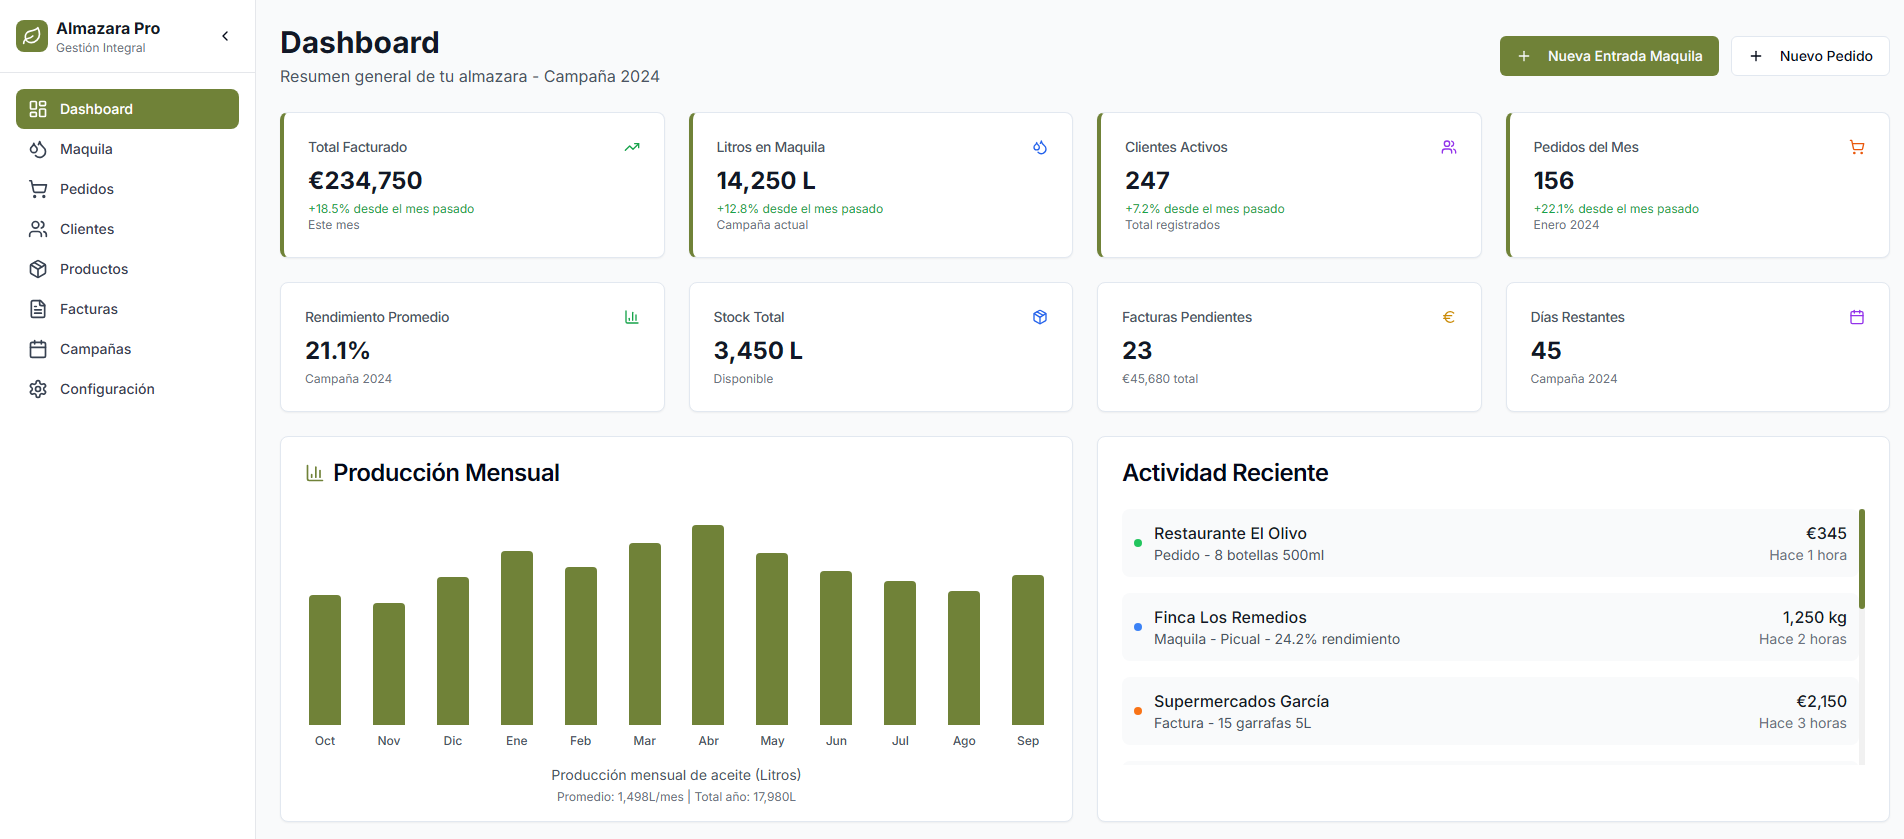 Almazara Pro
Gestión Integral
Dashboard
Maquila
Pedidos
Clientes
Productos
Facturas
Campañas
Configuración
Dashboard
Resumen general de tu almazara - Campaña 2024
Nueva Entrada Maquila
Nuevo Pedido
Total Facturado
€234,750
+18.5% desde el mes pasado
Este mes
Litros en Maquila
14,250 L
+12.8% desde el mes pasado
Campaña actual
Clientes Activos
247
+7.2% desde el mes pasado
Total registrados
Pedidos del Mes
156
+22.1% desde el mes pasado
Enero 2024
Rendimiento Promedio
21.1%
Campaña 2024
Stock Total
3,450 L
Disponible
Facturas Pendientes
€
23
€45,680 total
Días Restantes
45
Campaña 2024
Producción Mensual
Oct Nov Dic Ene Feb Mar Abr May Jun Jul Ago Sep
Producción mensual de aceite (Litros)
Promedio: 1,498L/mes | Total año: 17,980L
Actividad Reciente
Restaurante El Olivo €345
Pedido - 8 botellas 500ml Hace 1 hora
Finca Los Remedios 1,250 kg
Maquila - Picual - 24.2% rendimiento Hace 2 horas
Supermercados García €2,150
Factura - 15 garrafas 5L Hace 3 horas